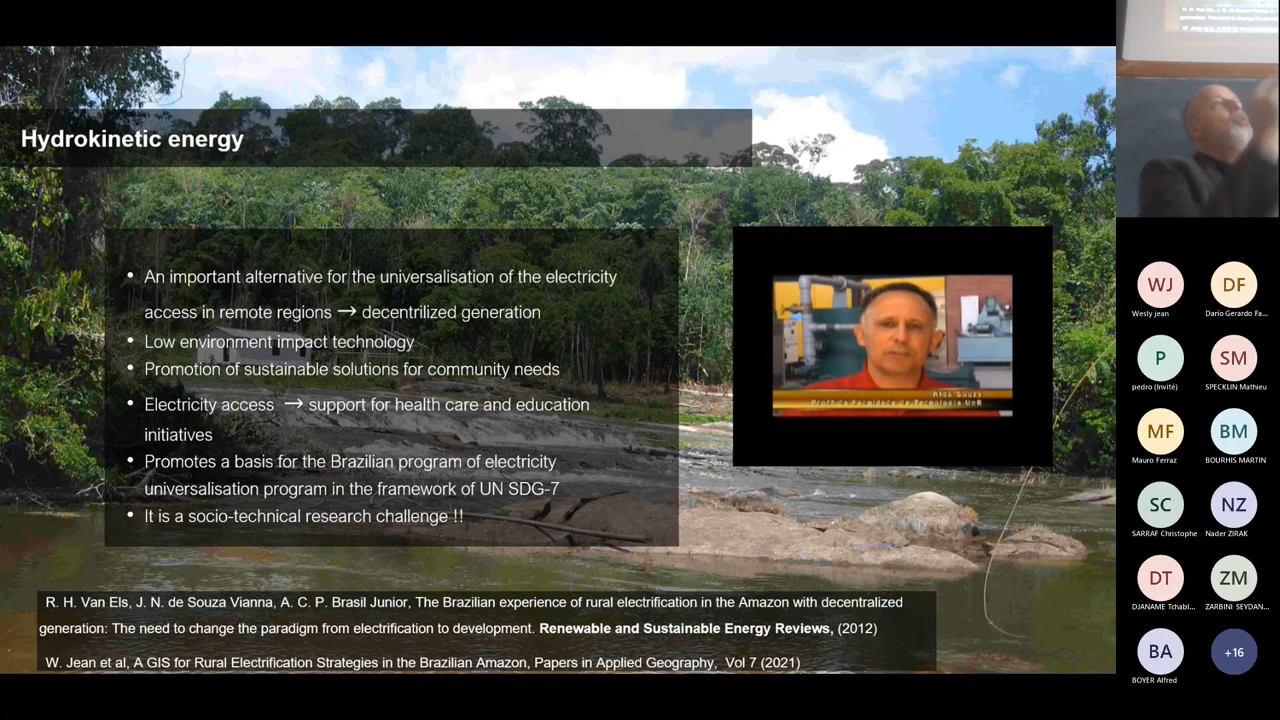 Hydrokinetic energy
• An important alternative for the universalisation of the electricity
access in remote regions → decentrilized generation
• Low environment impact technology
• Promotion of sustainable solutions for community needs
• Electricity access → support for health care and education
initiatives
• Promotes a basis for the Brazilian program of electricity
universalisation program in the framework of UN SDG-7
• It is a socio-technical research challenge !!
R. H. Van Els, J. N. de Souza Vianna, A. C. P. Brasil Junior, The Brazilian experience of rural electrification in the Amazon with decentralized
generation: The need to change the paradigm from electrification to development. Renewable and Sustainable Energy Reviews, (2012)
W. Jean et al, A GIS for Rural Electrification Strategies in the Brazilian Amazon, Papers in Applied Geography, Vol 7 (2021)
WJ
Wesly jean
DF
Darío Gerardo Fa...
P
pedro (Invité)
SM
SPECKLIN Mathieu
MF
Mauro Ferraz
BM
BOURHIS MARTIN
SC
SARRAF Christophe
NZ
Nader ZIRAK
DT
DJANAME Tchabl...
ZM
ZARBINI SEYDAN...
BA
BOYER Alfred
+16